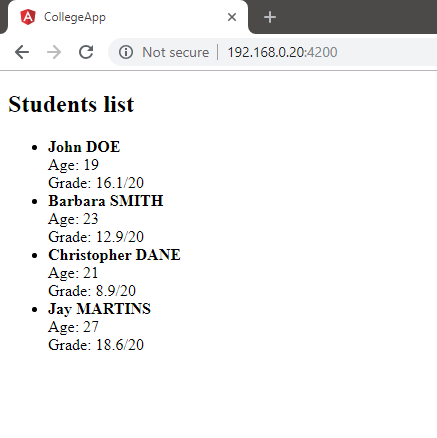 CollegeApp
Not secure | 192.168.0.20:4200
Students list
John DOE
Age: 19
Grade: 16.1/20
Barbara SMITH
Age: 23
Grade: 12.9/20
Christopher DANE
Age: 21
Grade: 8.9/20
Jay MARTINS
Age: 27
Grade: 18.6/20